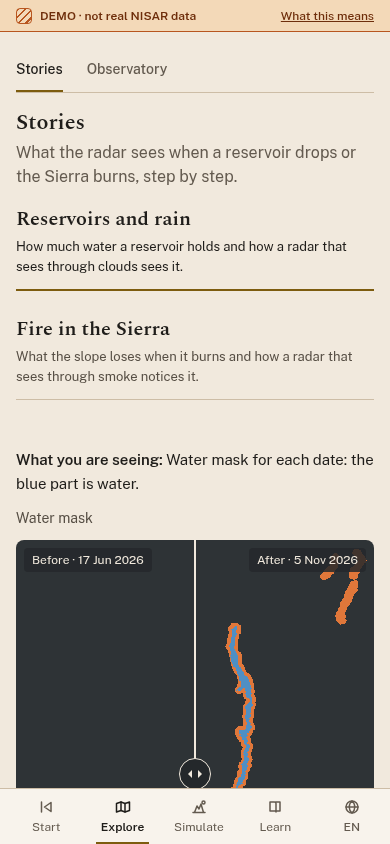 DEMO · not real NISAR data
What this means
Stories
Observatory
Stories
What the radar sees when a reservoir drops or
the Sierra burns, step by step.
Reservoirs and rain
How much water a reservoir holds and how a radar that
sees through clouds sees it.
Fire in the Sierra
What the slope loses when it burns and how a radar that
sees through smoke notices it.
What you are seeing: Water mask for each date: the
blue part is water.
Water mask
Before · 17 Jun 2026
After · 5 Nov 2026
Start
Explore
Simulate
Learn
EN